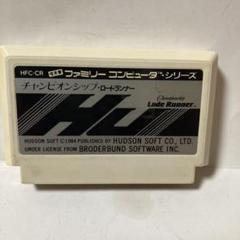 HFC-CR
ファミリー コンピュータ・シリーズ
チャンピオンシップ・ロードランナー
Championship
Lode Runner
HUDSON SOFT © 1984 PUBLISHED BY HUDSON SOFT CO., LTD.
UNDER LICENSE FROM BRODERBUND SOFTWARE INC.